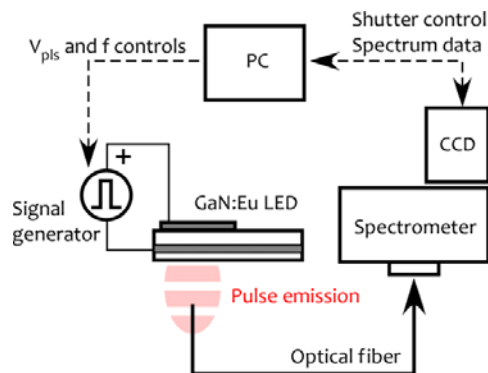 Shutter control
Spectrum data
Vpls and f controls
PC
CCD
+
GaN:Eu LED
Signal
generator
Spectrometer
Pulse emission
Optical fiber